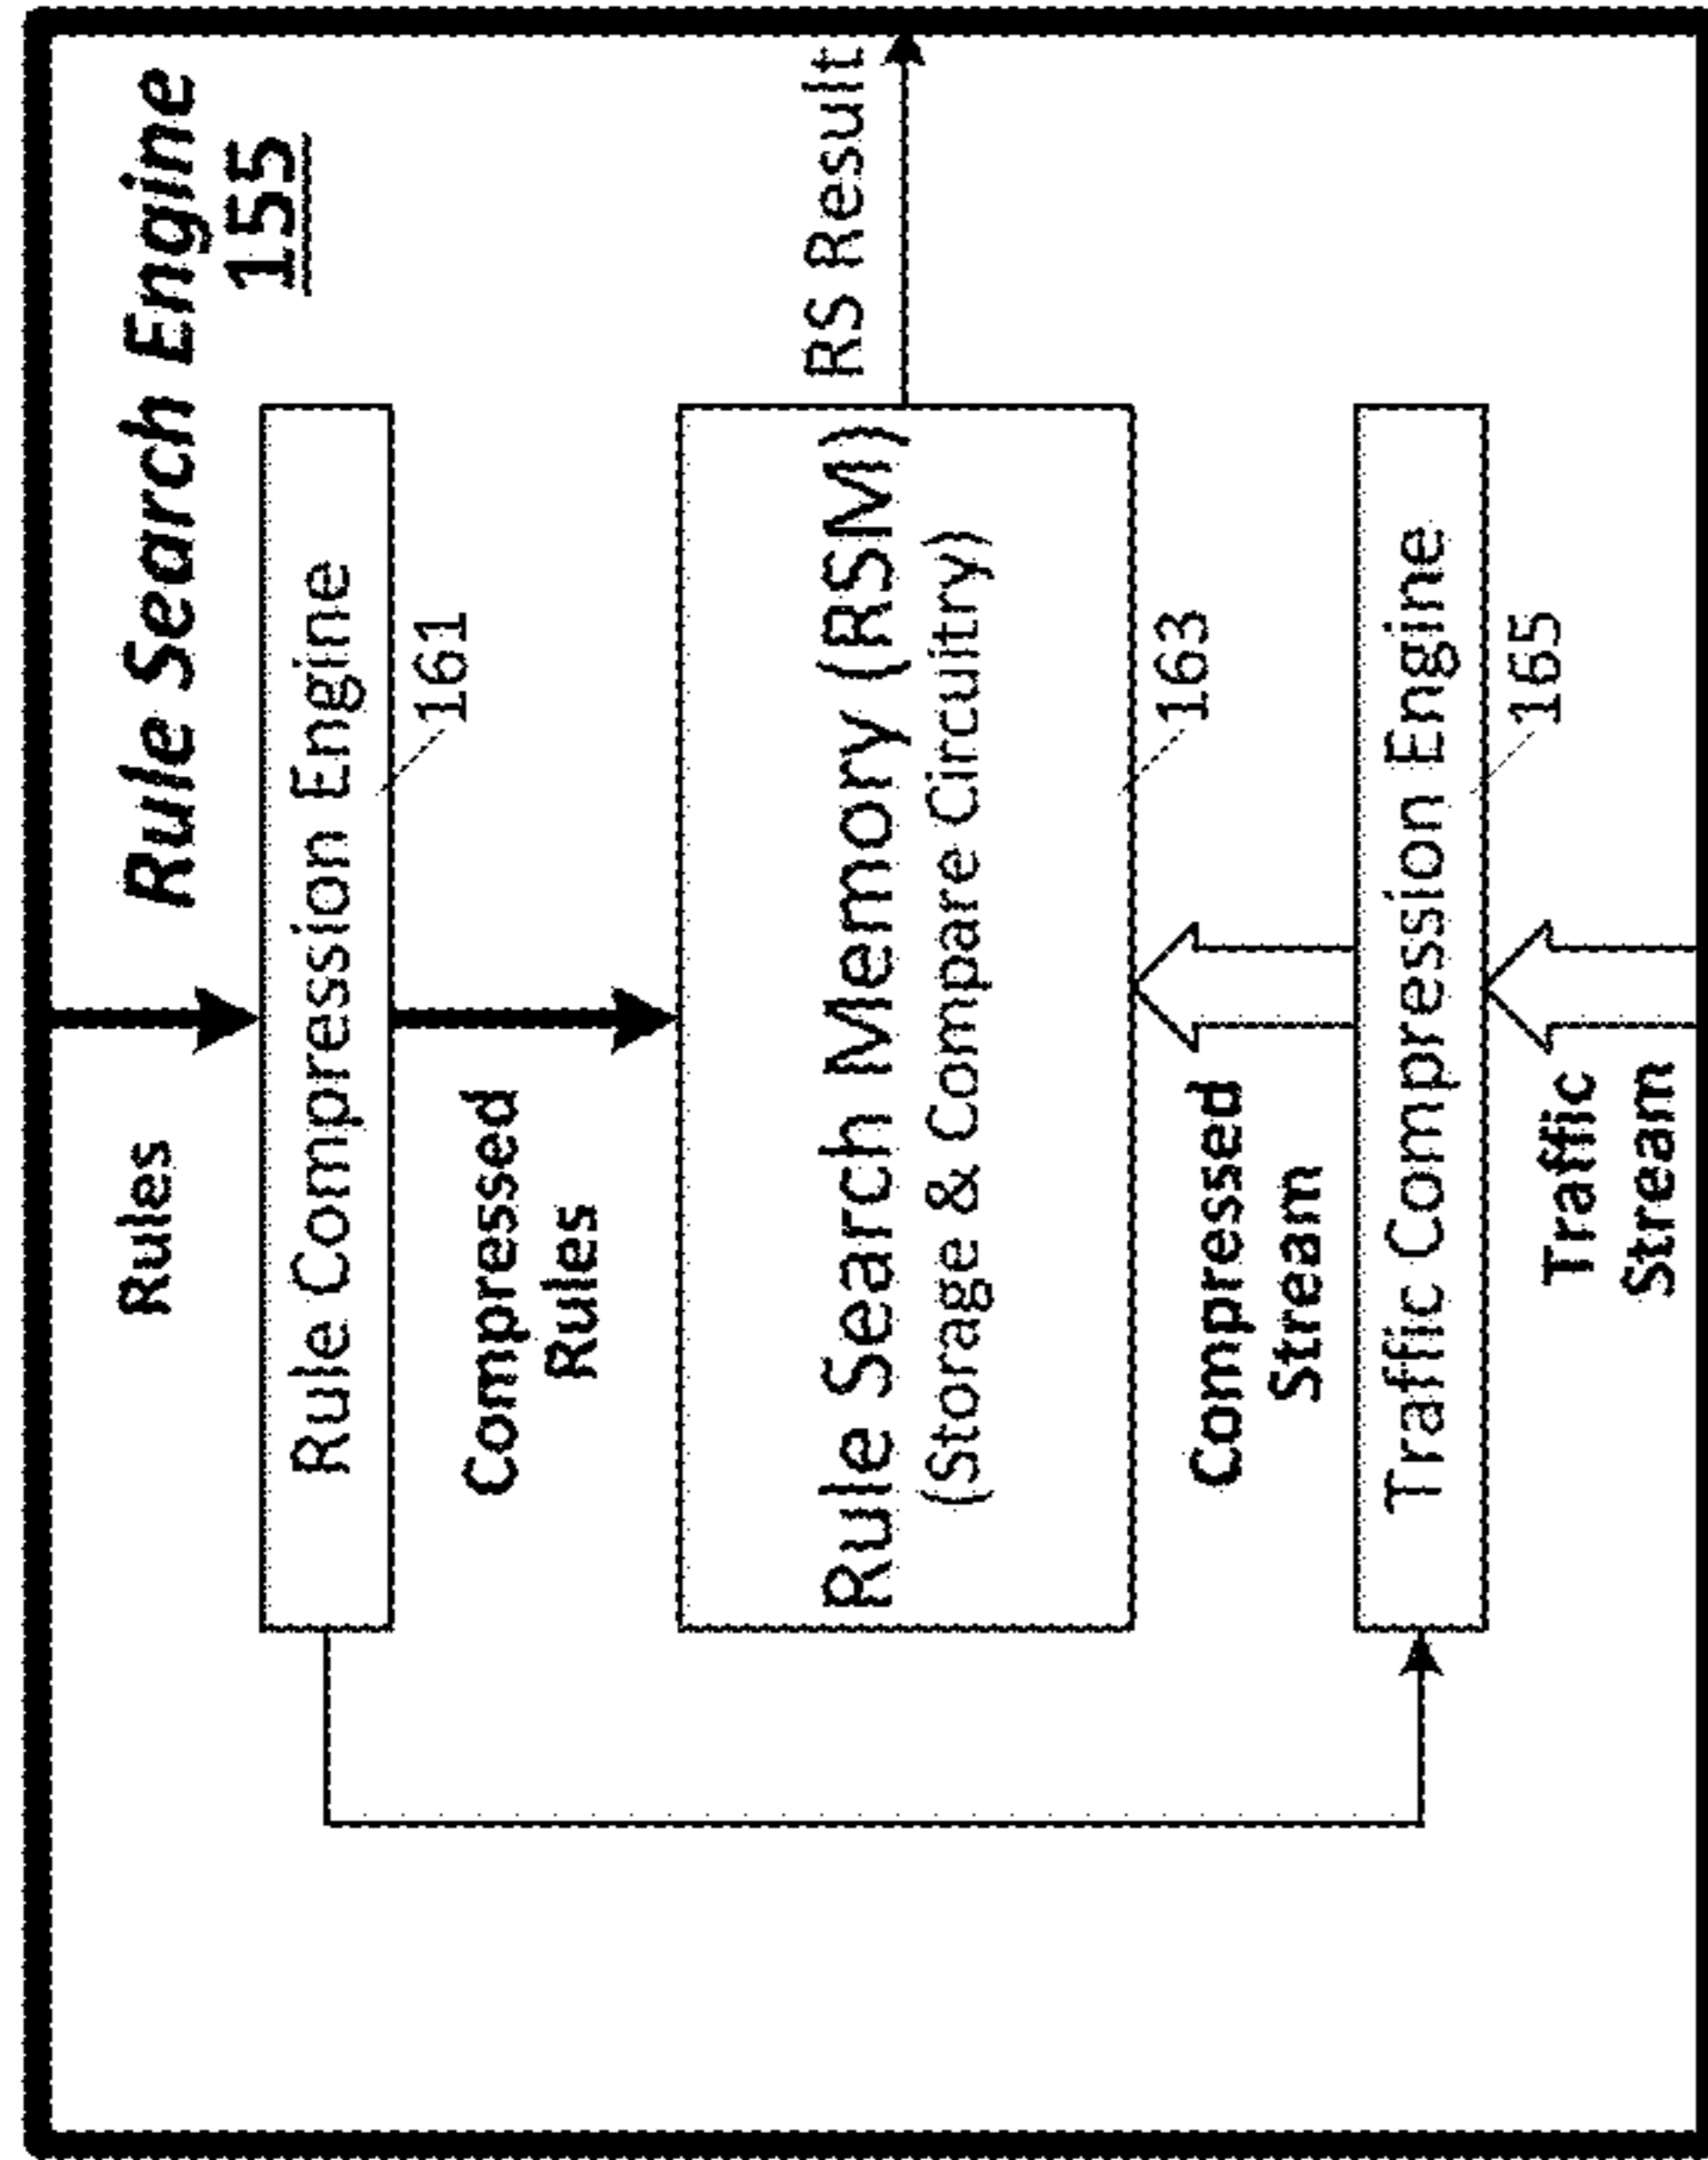 Rule Search Engine
155
Rules
Rule Compression Engine
161
Compressed
Rules
RS Result
Rule Search Memory (RSM)
(Storage & Compare Circuitry)
163
Compressed
Stream
Traffic Compression Engine
165
Traffic
Stream